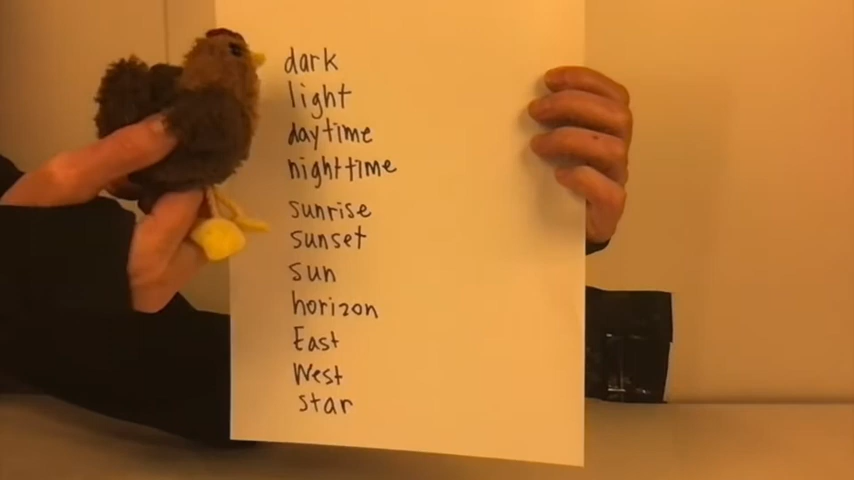 dark
light
daytime
nighttime
sunrise
sunset
sun
horizon
East
West
star